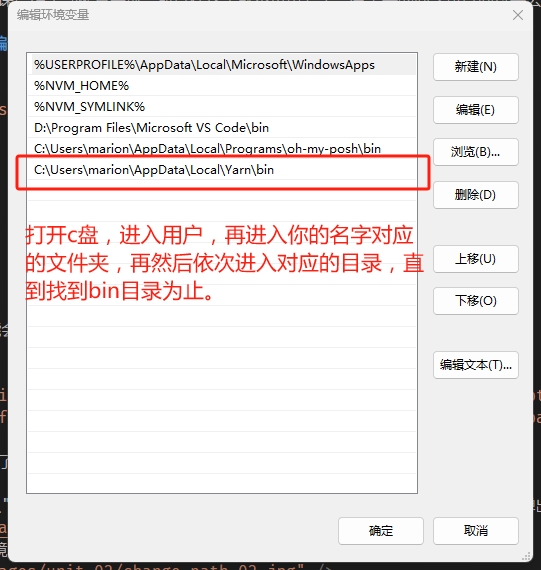 编辑环境变量
%USERPROFILE%\AppData\Local\Microsoft\WindowsApps
%NVM_HOME%
%NVM_SYMLINK%
D:\Program Files\Microsoft VS Code\bin
C:\Users\marion\AppData\Local\Programs\oh-my-posh\bin
C:\Users\marion\AppData\Local\Yarn\bin
打开c盘，进入用户，再进入你的名字对应
的文件夹，再然后依次进入对应的目录，直
到找到bin目录为止。
新建(N)
编辑(E)
浏览(B)...
删除(D)
上移(U)
下移(O)
编辑文本(T)...
确定
取消